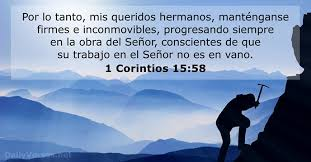 Por lo tanto, mis queridos hermanos, manténganse
firmes e inconmovibles, progresando siempre
en la obra del Señor, conscientes de que
su trabajo en el Señor no es en vano.
1 Corintios 15:58
DailyVerses.net